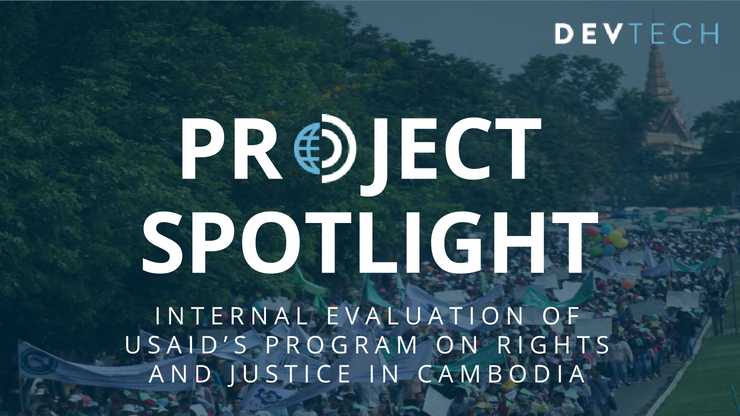 DEVTECH
PROJECT
SPOTLIGHT
INTERNAL EVALUATION OF
USAID'S PROGRAM ON RIGHTS
AND JUSTICE IN CAMBODIA